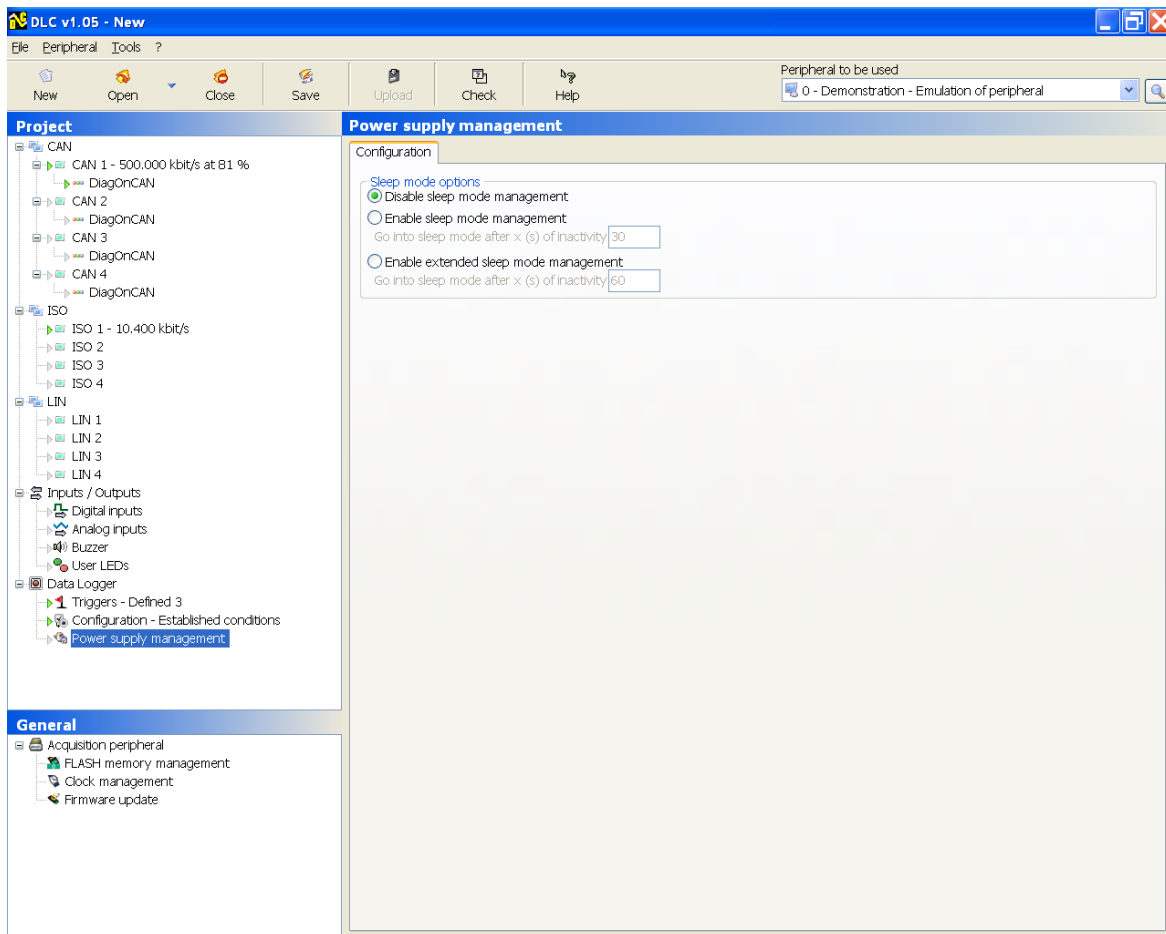 DLC v1.05 - New
File Peripheral Tools ?
New Open Close Save Upload Check Help
Peripheral to be used
0 - Demonstration - Emulation of peripheral
Project
CAN
CAN 1 - 500.000 kbit/s at 81 %
DiagOnCAN
CAN 2
DiagOnCAN
CAN 3
DiagOnCAN
CAN 4
DiagOnCAN
ISO
ISO 1 - 10.400 kbit/s
ISO 2
ISO 3
ISO 4
LIN
LIN 1
LIN 2
LIN 3
LIN 4
Inputs / Outputs
Digital inputs
Analog inputs
Buzzer
User LEDs
Data Logger
Triggers - Defined 3
Configuration - Established conditions
Power supply management
General
Acquisition peripheral
FLASH memory management
Clock management
Firmware update
Power supply management
Configuration
Sleep mode options
Disable sleep mode management
Enable sleep mode management
Go into sleep mode after x (s) of inactivity 30
Enable extended sleep mode management
Go into sleep mode after x (s) of inactivity 60